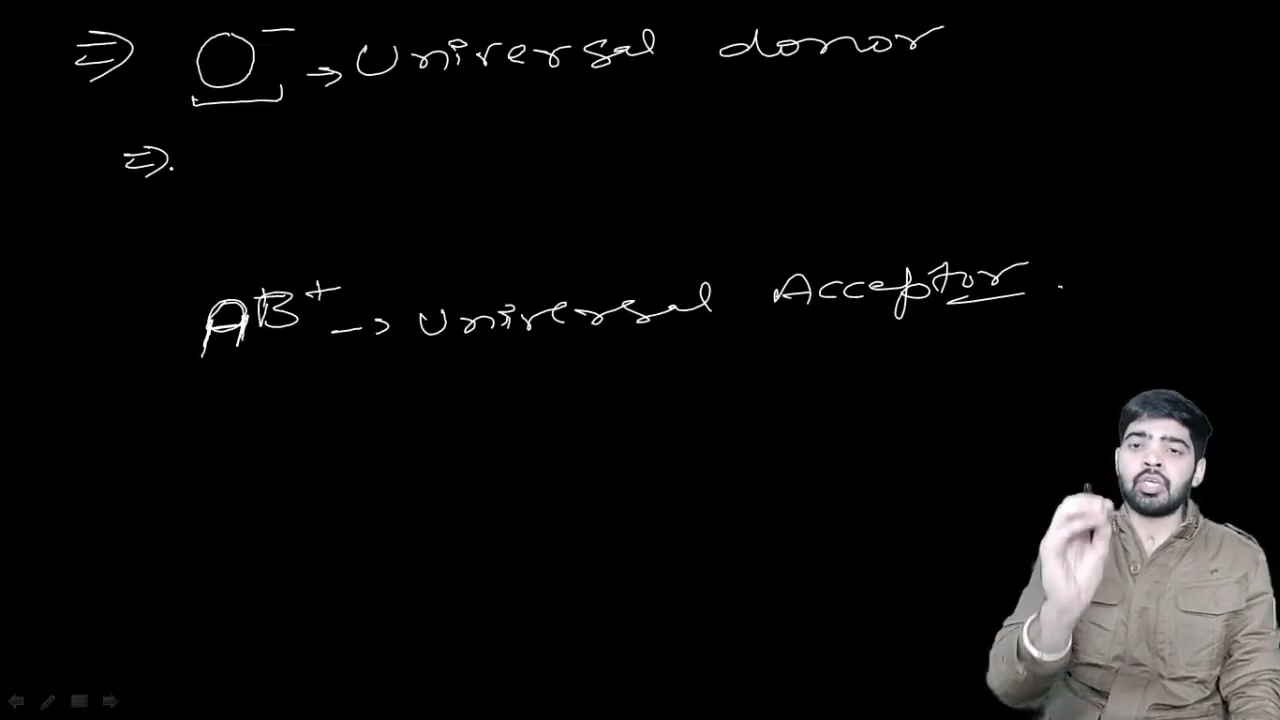 ⇒ O⁻ → Universal donor
⇒.
AB⁺ → Universal Acceptor.